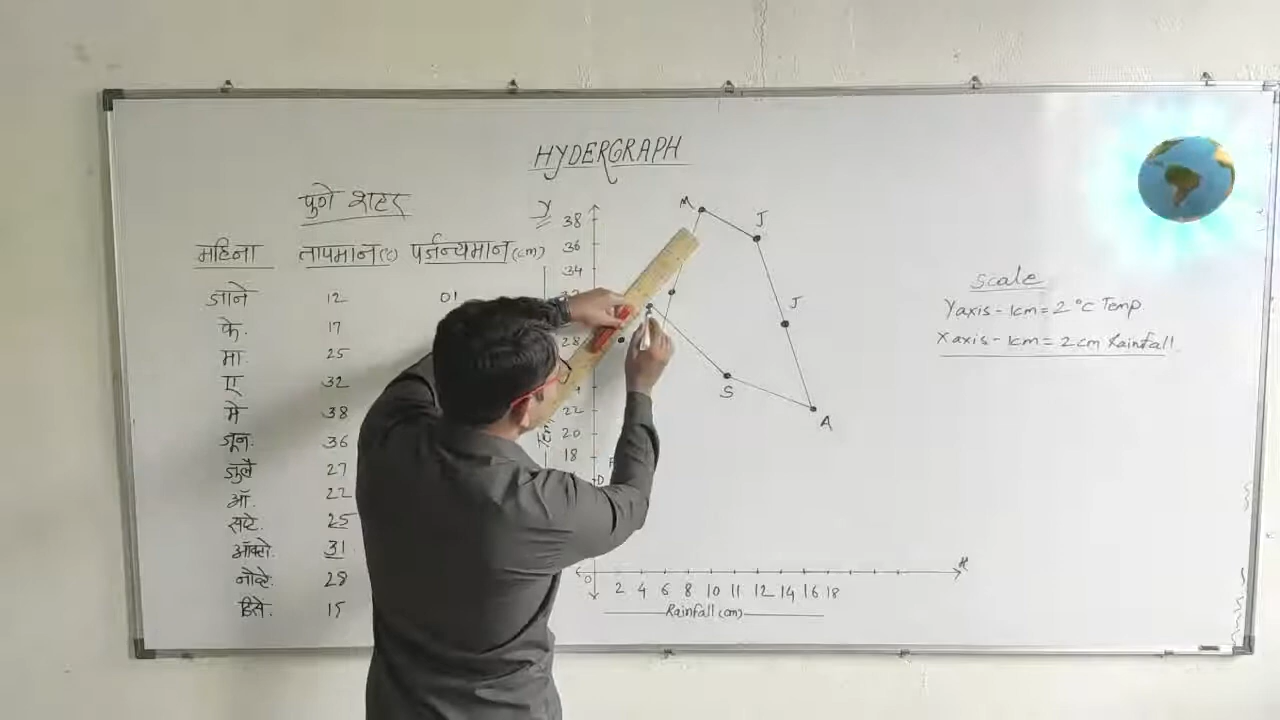 HYDERGRAPH
पुणे शहर
महिना तापमान(°c) पर्जन्यमान(cm)
जाने 12 01
फे. 17
मा 25
ए 32
मे 38
जून. 36
जुलै 27
ऑ. 22
सप्टे. 25
ऑक्टो. 31
नोव्हे. 28
डिसे. 15
Y
38
36
34
28
22
20
18
M
J
J
A
S
D
0 2 4 6 8 10 11 12 14 16 18
Rainfall (cm)
Scale
Y axis - 1cm = 2°c Temp
X axis - 1cm = 2 cm Rainfall